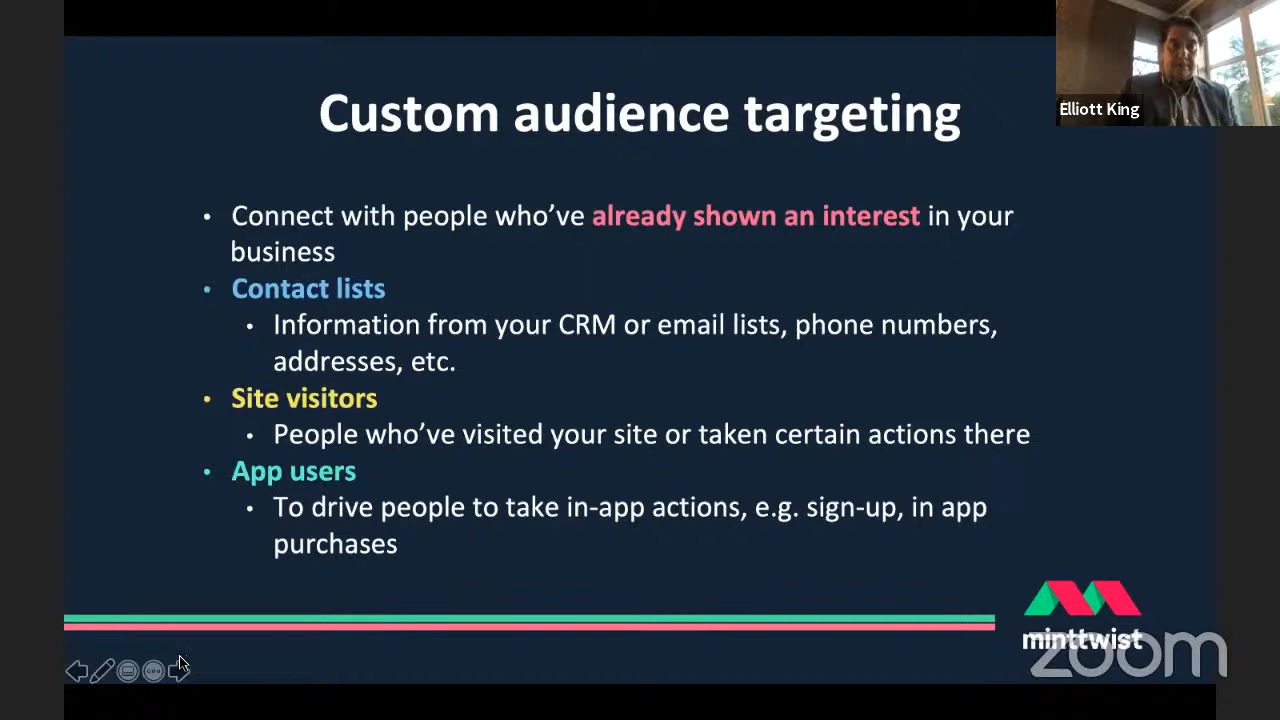 Custom audience targeting
Elliott King
• Connect with people who’ve already shown an interest in your
business
• Contact lists
• Information from your CRM or email lists, phone numbers,
addresses, etc.
• Site visitors
• People who’ve visited your site or taken certain actions there
• App users
• To drive people to take in-app actions, e.g. sign-up, in app
purchases
minttwist
zoom